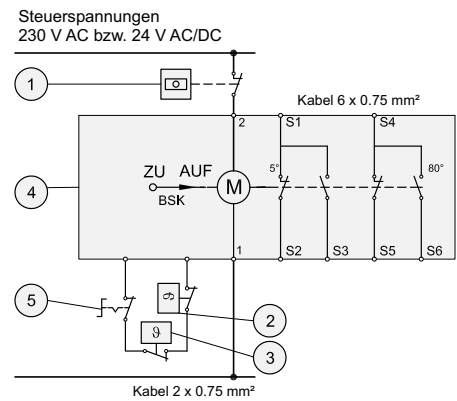 Steuerspannungen
230 V AC bzw. 24 V AC/DC
1
Kabel 6 x 0.75 mm²
2
S1
S4
ZU AUF
5°
80°
4
M
BSK
1
S2
S3
S5
S6
5
ϑ
2
ϑ
3
Kabel 2 x 0.75 mm²